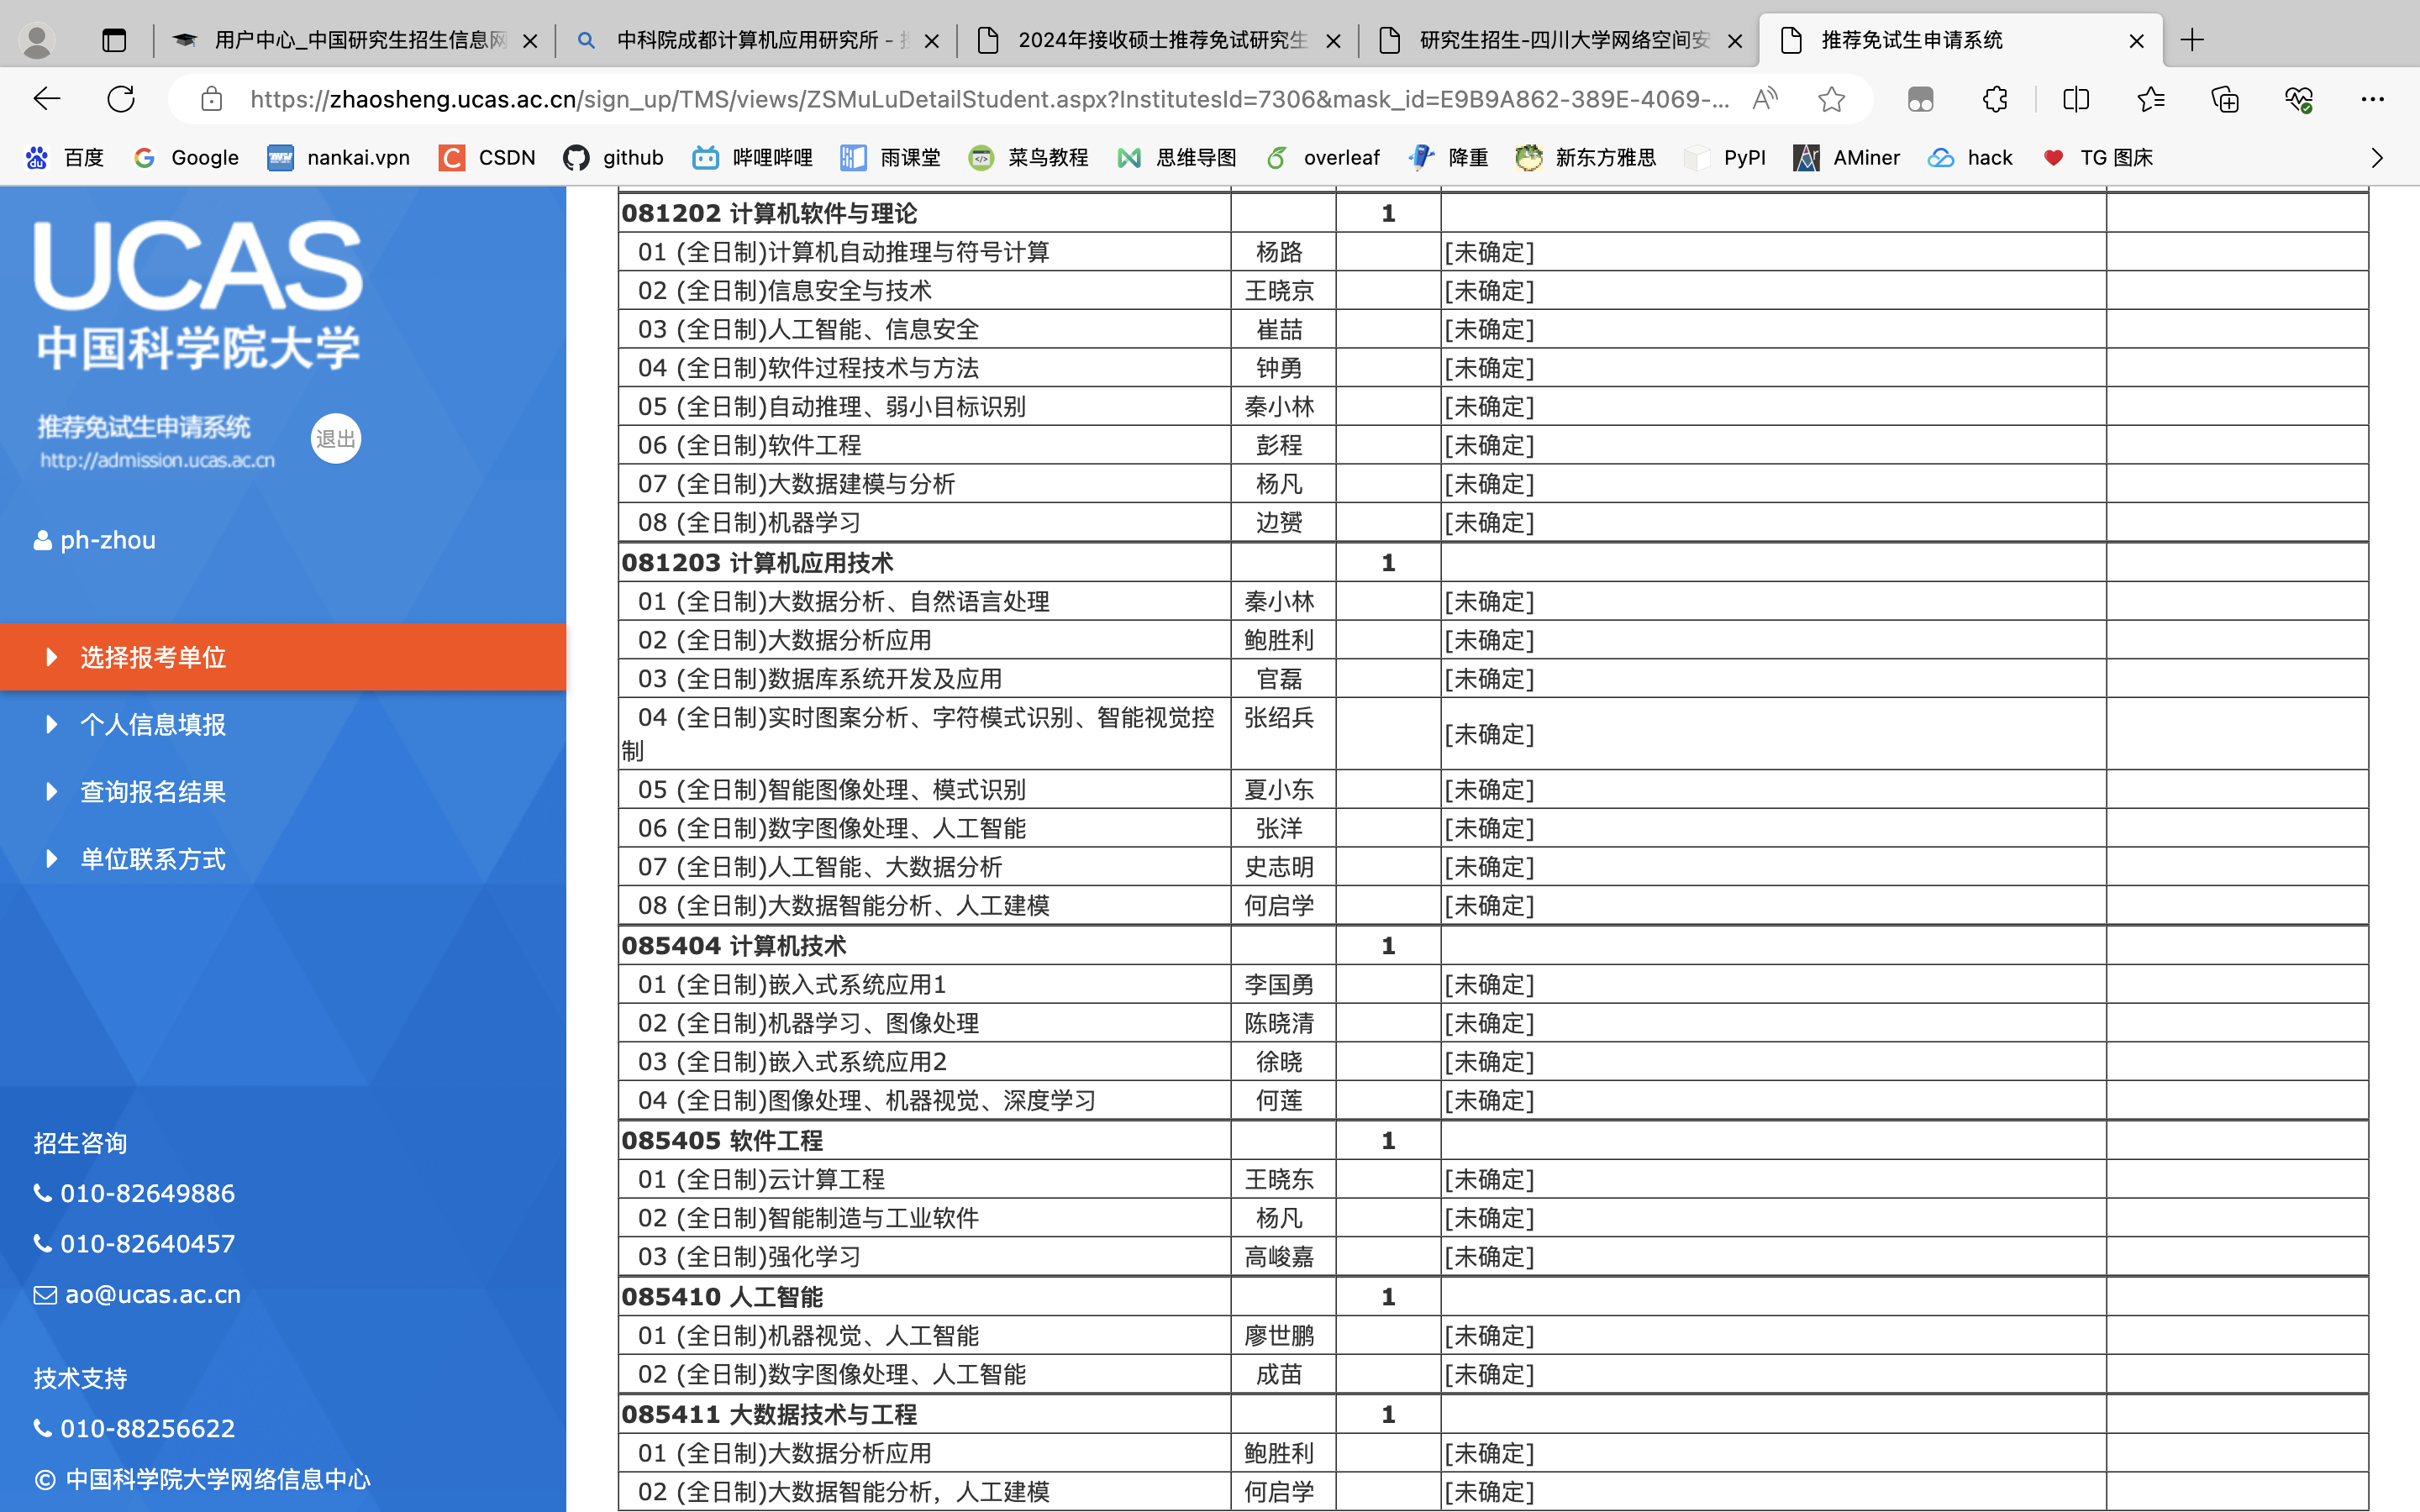 用户中心_中国研究生招生信息网
中科院成都计算机应用研究所 -
2024年接收硕士推荐免试研究生
研究生招生-四川大学网络空间安
推荐免试生申请系统
https://zhaosheng.ucas.ac.cn/sign_up/TMS/views/ZSMuLuDetailStudent.aspx?InstitutesId=7306&mask_id=E9B9A862-389E-4069-...
百度 Google nankai.vpn CSDN github 哔哩哔哩 雨课堂 菜鸟教程 思维导图 overleaf 降重 新东方雅思 PyPI AMiner hack TG 图床
UCAS
中国科学院大学
推荐免试生申请系统
http://admission.ucas.ac.cn
退出
ph-zhou
选择报考单位
个人信息填报
查询报名结果
单位联系方式
招生咨询
010-82649886
010-82640457
ao@ucas.ac.cn
技术支持
010-88256622
© 中国科学院大学网络信息中心
081202 计算机软件与理论 1
01 (全日制)计算机自动推理与符号计算 杨路 [未确定]
02 (全日制)信息安全与技术 王晓京 [未确定]
03 (全日制)人工智能、信息安全 崔喆 [未确定]
04 (全日制)软件过程技术与方法 钟勇 [未确定]
05 (全日制)自动推理、弱小目标识别 秦小林 [未确定]
06 (全日制)软件工程 彭程 [未确定]
07 (全日制)大数据建模与分析 杨凡 [未确定]
08 (全日制)机器学习 边赟 [未确定]
081203 计算机应用技术 1
01 (全日制)大数据分析、自然语言处理 秦小林 [未确定]
02 (全日制)大数据分析应用 鲍胜利 [未确定]
03 (全日制)数据库系统开发及应用 官磊 [未确定]
04 (全日制)实时图案分析、字符模式识别、智能视觉控 张绍兵 [未确定]
制
05 (全日制)智能图像处理、模式识别 夏小东 [未确定]
06 (全日制)数字图像处理、人工智能 张洋 [未确定]
07 (全日制)人工智能、大数据分析 史志明 [未确定]
08 (全日制)大数据智能分析、人工建模 何启学 [未确定]
085404 计算机技术 1
01 (全日制)嵌入式系统应用1 李国勇 [未确定]
02 (全日制)机器学习、图像处理 陈晓清 [未确定]
03 (全日制)嵌入式系统应用2 徐晓 [未确定]
04 (全日制)图像处理、机器视觉、深度学习 何莲 [未确定]
085405 软件工程 1
01 (全日制)云计算工程 王晓东 [未确定]
02 (全日制)智能制造与工业软件 杨凡 [未确定]
03 (全日制)强化学习 高峻嘉 [未确定]
085410 人工智能 1
01 (全日制)机器视觉、人工智能 廖世鹏 [未确定]
02 (全日制)数字图像处理、人工智能 成苗 [未确定]
085411 大数据技术与工程 1
01 (全日制)大数据分析应用 鲍胜利 [未确定]
02 (全日制)大数据智能分析，人工建模 何启学 [未确定]